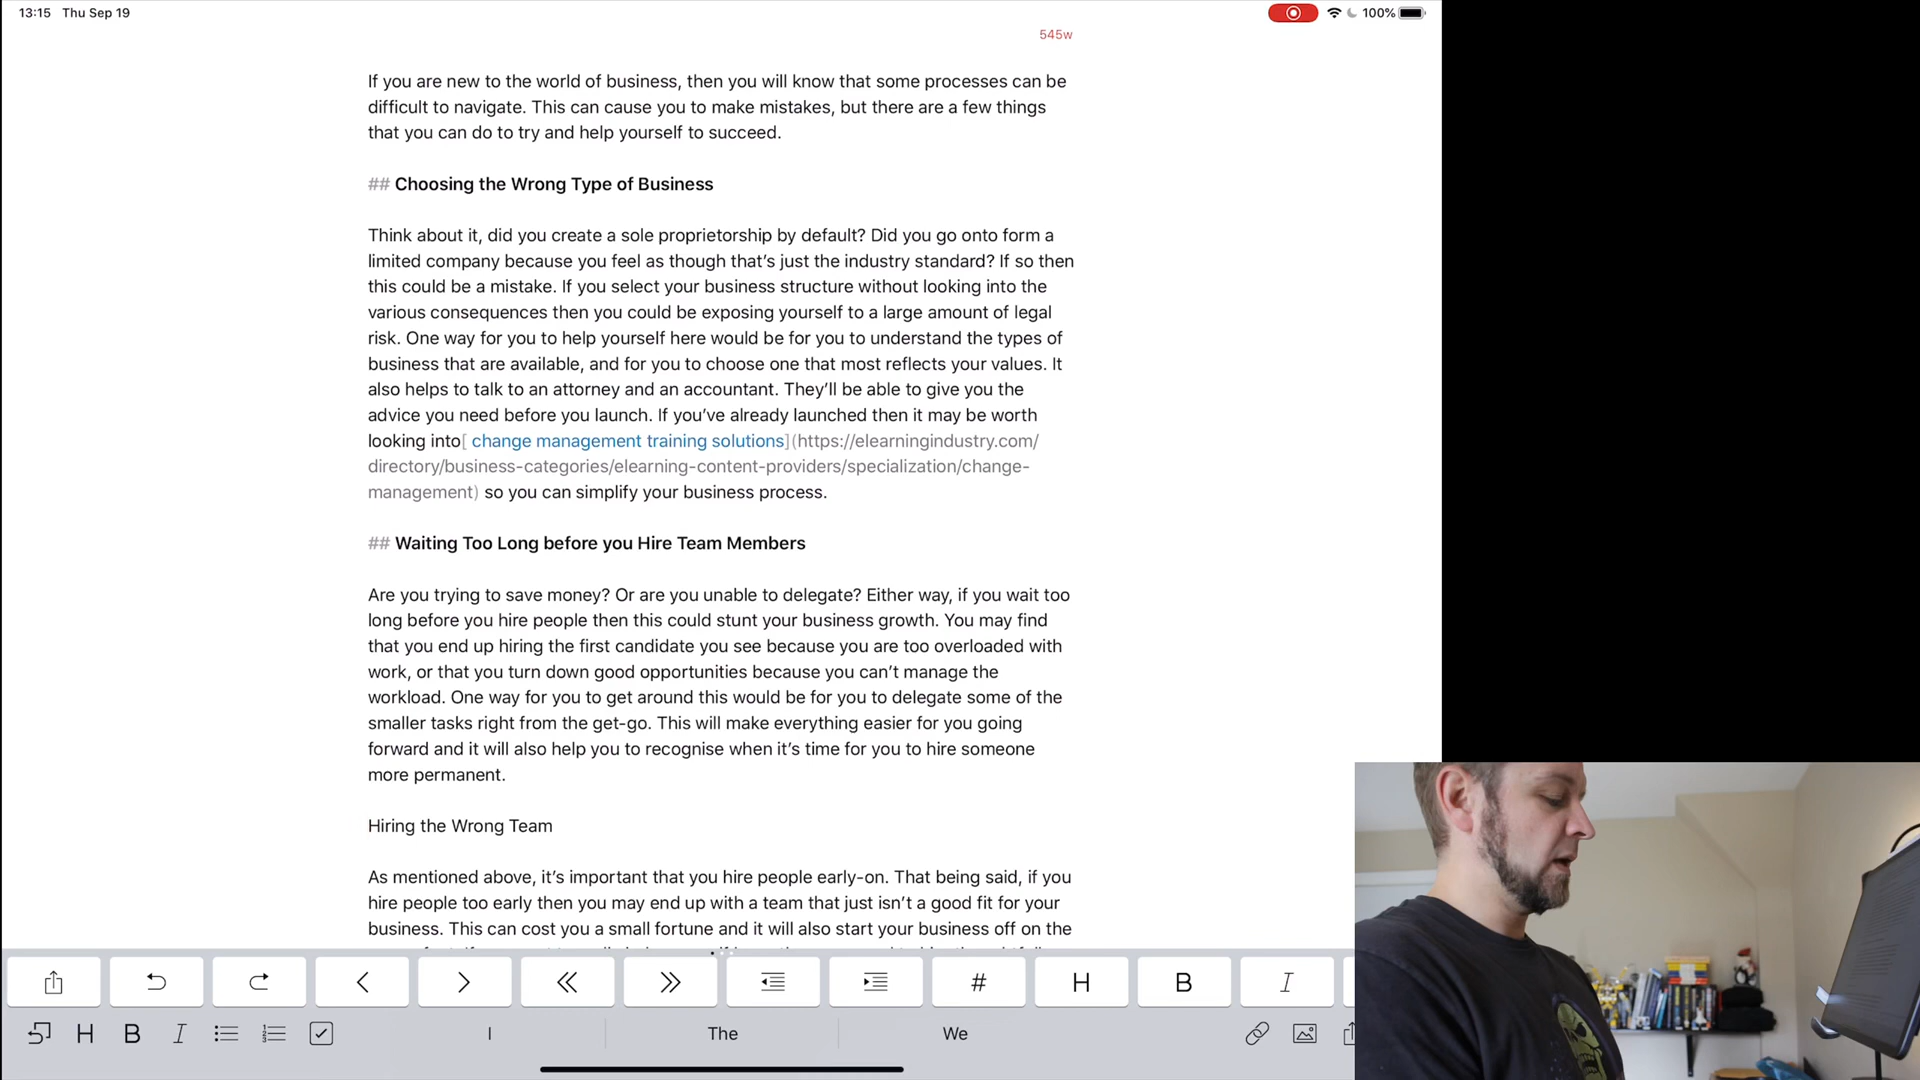 13:15 Thu Sep 19
100%
545w
If you are new to the world of business, then you will know that some processes can be
difficult to navigate. This can cause you to make mistakes, but there are a few things
that you can do to try and help yourself to succeed.
## Choosing the Wrong Type of Business
Think about it, did you create a sole proprietorship by default? Did you go onto form a
limited company because you feel as though that’s just the industry standard? If so then
this could be a mistake. If you select your business structure without looking into the
various consequences then you could be exposing yourself to a large amount of legal
risk. One way for you to help yourself here would be for you to understand the types of
business that are available, and for you to choose one that most reflects your values. It
also helps to talk to an attorney and an accountant. They’ll be able to give you the
advice you need before you launch. If you’ve already launched then it may be worth
looking into[ change management training solutions](https://elearningindustry.com/
directory/business-categories/elearning-content-providers/specialization/change-
management) so you can simplify your business process.
## Waiting Too Long before you Hire Team Members
Are you trying to save money? Or are you unable to delegate? Either way, if you wait too
long before you hire people then this could stunt your business growth. You may find
that you end up hiring the first candidate you see because you are too overloaded with
work, or that you turn down good opportunities because you can’t manage the
workload. One way for you to get around this would be for you to delegate some of the
smaller tasks right from the get-go. This will make everything easier for you going
forward and it will also help you to recognise when it’s time for you to hire someone
more permanent.
Hiring the Wrong Team
As mentioned above, it’s important that you hire people early-on. That being said, if you
hire people too early then you may end up with a team that just isn’t a good fit for your
business. This can cost you a small fortune and it will also start your business off on the
# H B I
H B I I The We